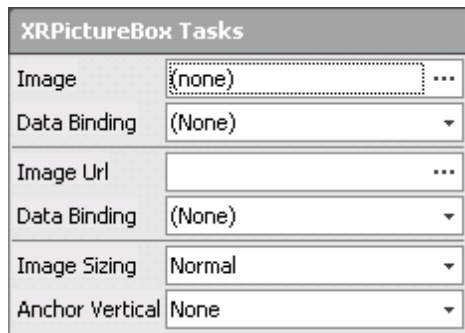 XRPictureBox Tasks
Image (none) ...
Data Binding (None)
Image Url ...
Data Binding (None)
Image Sizing Normal
Anchor Vertical None